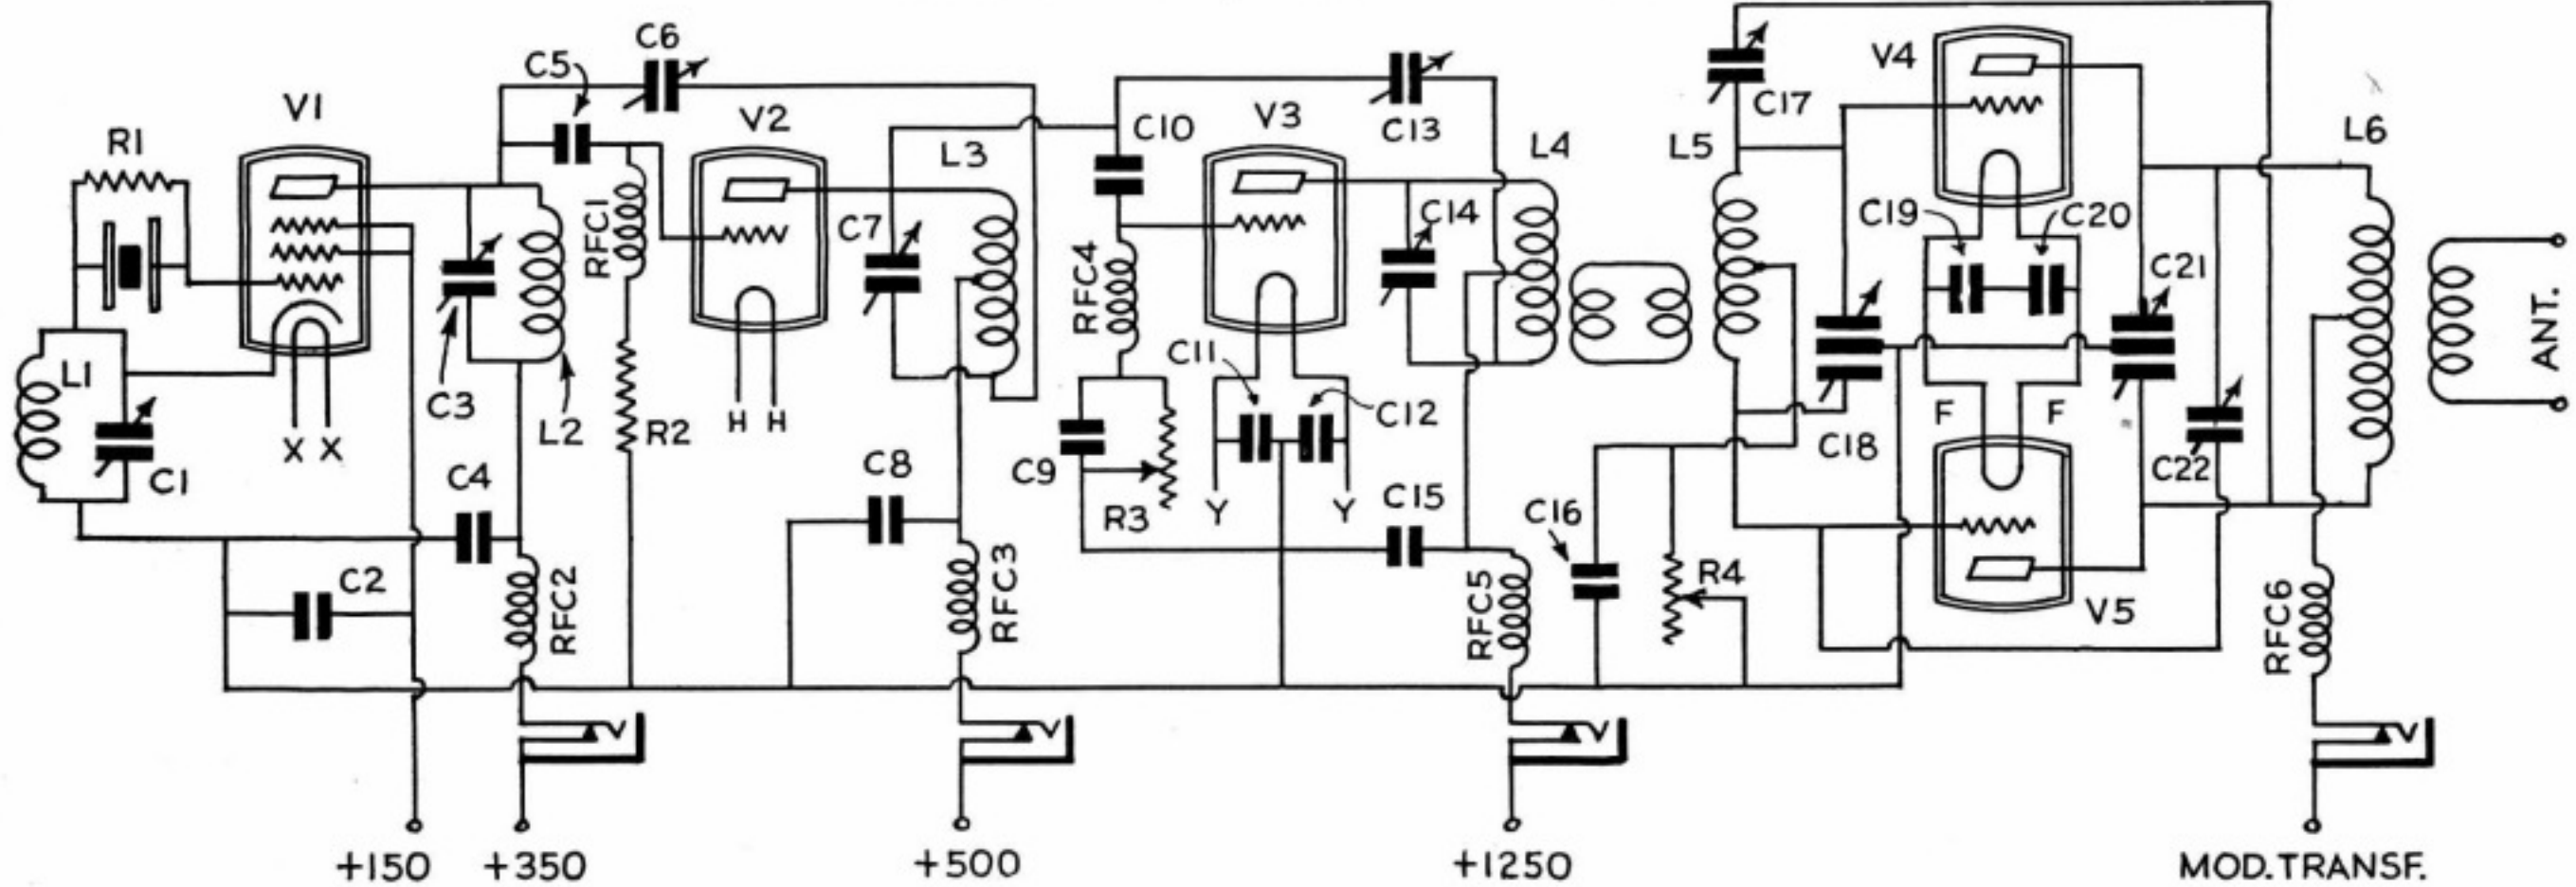 C6
C5
V1
V2
R1
L3
C10
V3
C13
L4
L5
C17
V4
L6
RFC1
C7
C14
C19
C20
C21
ANT.
L1
C3
L2
R2
H H
RFC4
C11
C12
C18
F F
C22
X X
C1
C4
C8
C9
R3
Y Y
C15
C16
C2
RFC2
RFC3
RFC5
R4
V5
RFC6
+150 +350 +500 +1250 MOD.TRANSF.